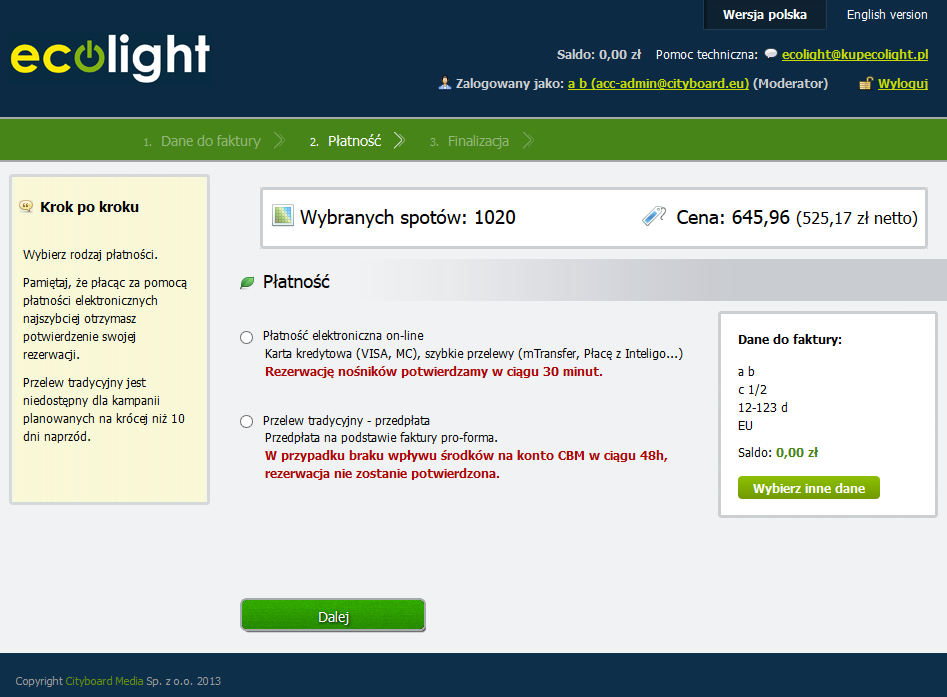 Wersja polska English version
ecolight
Saldo: 0,00 zł Pomoc techniczna: ecolight@kupecolight.pl
Zalogowany jako: a b (acc-admin@cityboard.eu) (Moderator) Wyloguj
1. Dane do faktury 2. Płatność 3. Finalizacja
Krok po kroku
Wybierz rodzaj płatności.
Pamiętaj, że płacąc za pomocą
płatności elektronicznych
najszybciej otrzymasz
potwierdzenie swojej
rezerwacji.
Przelew tradycyjny jest
niedostępny dla kampanii
planowanych na krócej niż 10
dni naprzód.
Wybranych spotów: 1020 Cena: 645,96 (525,17 zł netto)
Płatność
Płatność elektroniczna on-line
Karta kredytowa (VISA, MC), szybkie przelewy (mTransfer, Płacę z Inteligo...)
Rezerwację nośników potwierdzamy w ciągu 30 minut.
Przelew tradycyjny - przedpłata
Przedpłata na podstawie faktury pro-forma.
W przypadku braku wpływu środków na konto CBM w ciągu 48h,
rezerwacja nie zostanie potwierdzona.
Dane do faktury:
a b
c 1/2
12-123 d
EU
Saldo: 0,00 zł
Wybierz inne dane
Dalej
Copyright Cityboard Media Sp. z o.o. 2013